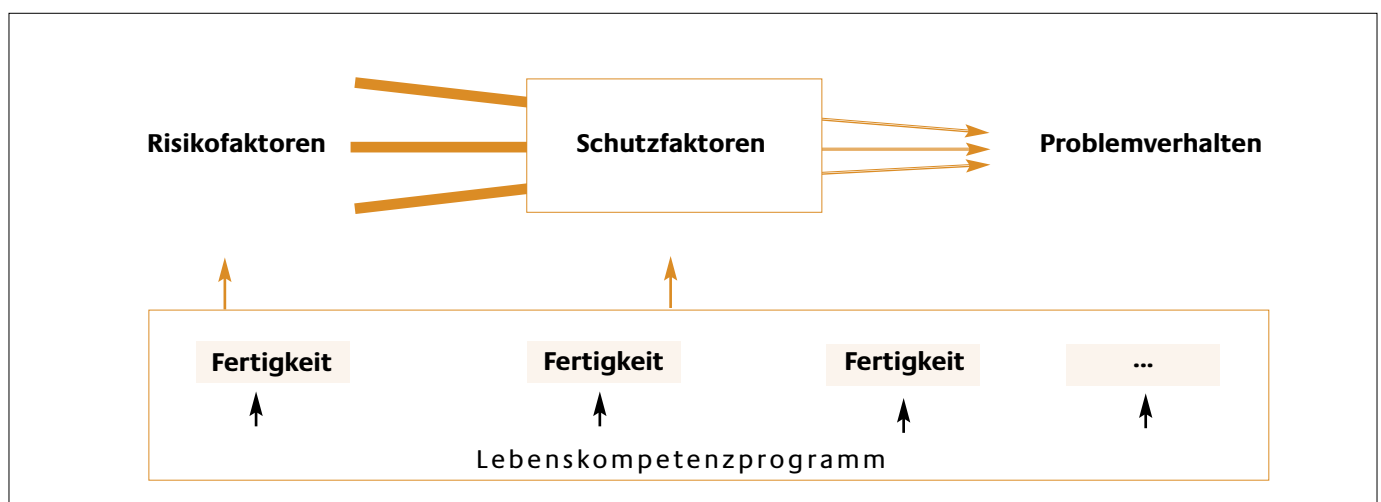 Risikofaktoren Schutzfaktoren Problemverhalten
Fertigkeit Fertigkeit Fertigkeit ...
Lebenskompetenzprogramm